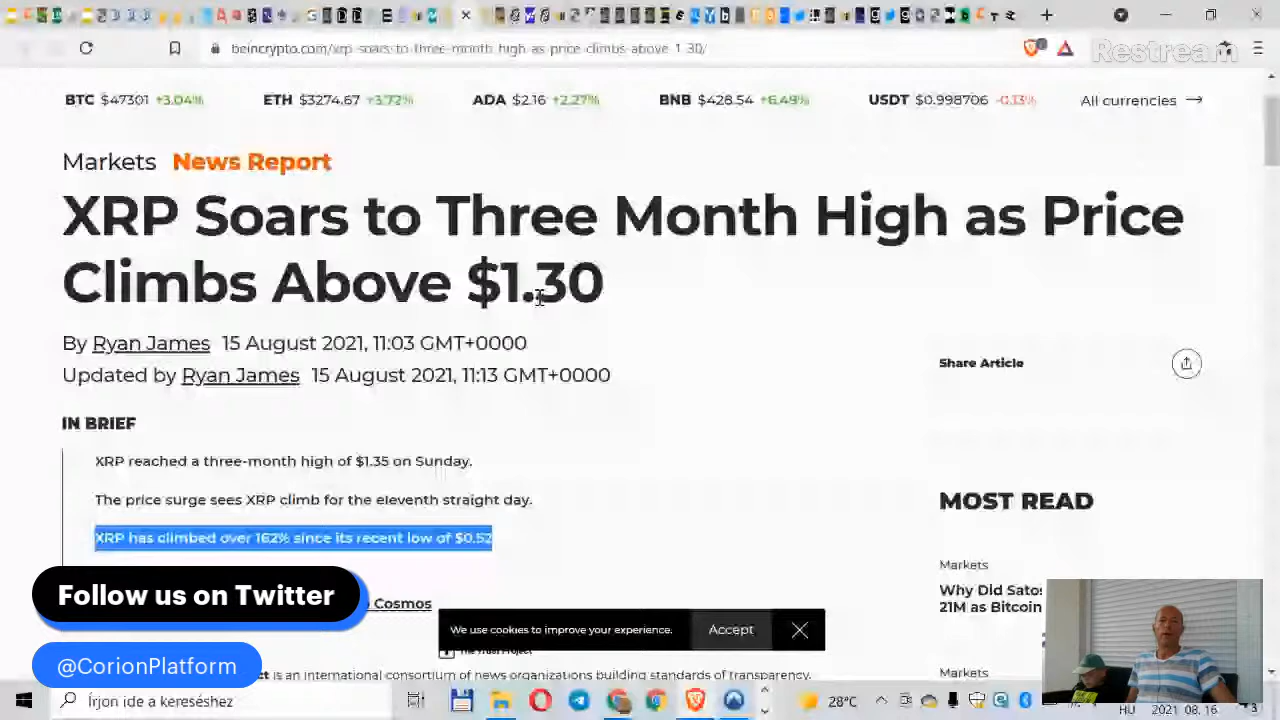 beincrypto.com/xrp-soars-to-three-month-high-as-price-climbs-above-1-30/
Restream
BTC $47301 +3.04% ETH $3274.67 +3.72% ADA $2.16 +2.27% BNB $428.54 +6.49% USDT $0.998706 -0.13% All currencies →
Markets News Report
XRP Soars to Three Month High as Price
Climbs Above $1.30
By Ryan James 15 August 2021, 11:03 GMT+0000
Updated by Ryan James 15 August 2021, 11:13 GMT+0000
Share Article
IN BRIEF
XRP reached a three-month high of $1.35 on Sunday.
The price surge sees XRP climb for the eleventh straight day.
XRP has climbed over 162% since its recent low of $0.52
MOST READ
Markets
Why Did Satos
21M as Bitcoin
Follow us on Twitter
Cosmos
We use cookies to improve your experience. Accept
The Trust Project
@CorionPlatform
is an international consortium of news organizations building standards of transparency.
Markets
Írjon ide a kereséshez
28°C
HU 2021. 08. 16.
3